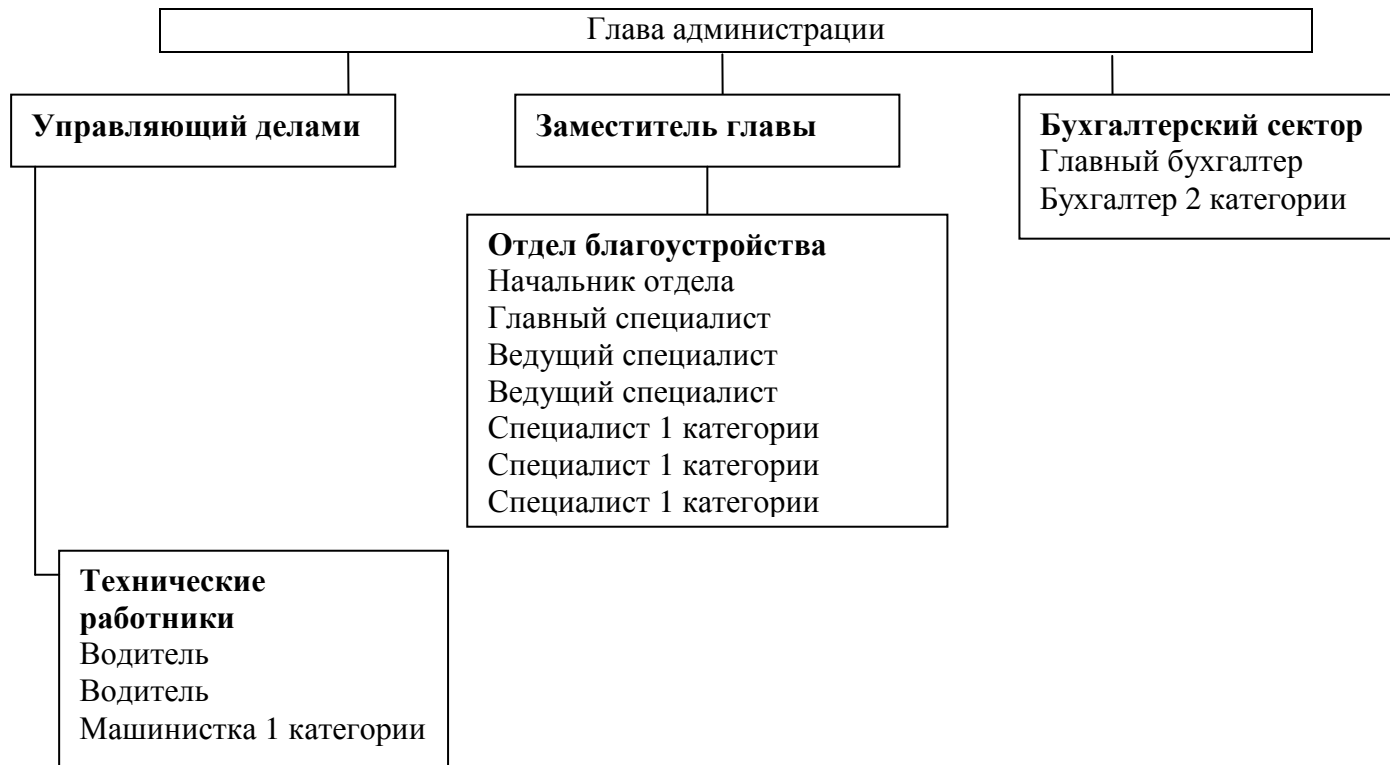 Глава администрации
Управляющий делами
Заместитель главы
Бухгалтерский сектор
Главный бухгалтер
Бухгалтер 2 категории
Отдел благоустройства
Начальник отдела
Главный специалист
Ведущий специалист
Ведущий специалист
Специалист 1 категории
Специалист 1 категории
Специалист 1 категории
Технические
работники
Водитель
Водитель
Машинистка 1 категории